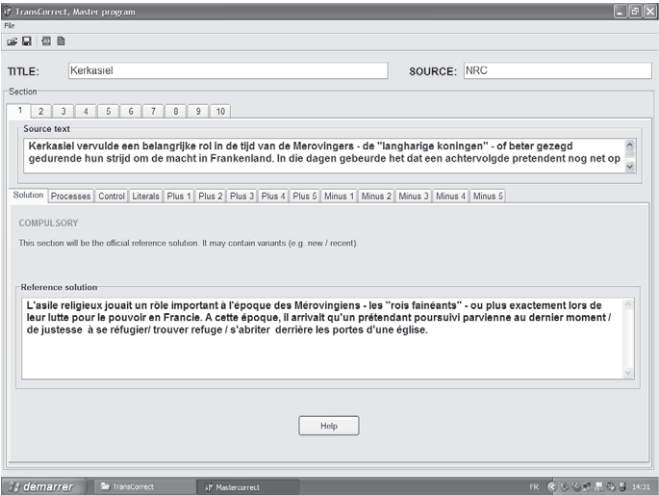 TransCorrect, Master program
File
TITLE: Kerkasiel SOURCE: NRC
Section
1 2 3 4 5 6 7 8 9 10
Source text
Kerkasiel vervulde een belangrijke rol in de tijd van de Merovingers - de "langharige koningen" - of beter gezegd
gedurende hun strijd om de macht in Frankenland. In die dagen gebeurde het dat een achtervolgde pretendent nog net op
Solution Processes Control Literals Plus 1 Plus 2 Plus 3 Plus 4 Plus 5 Minus 1 Minus 2 Minus 3 Minus 4 Minus 5
COMPULSORY
This section will be the official reference solution. It may contain variants (e.g. new / recent).
Reference solution
L'asile religieux jouait un rôle important à l'époque des Mérovingiens - les "rois fainéants" - ou plus exactement lors de
leur lutte pour le pouvoir en Francie. A cette époque, il arrivait qu'un prétendant poursuivi parvienne au dernier moment /
de justesse à se réfugier/ trouver refuge / s'abriter derrière les portes d'une église.
Help
demarrer TransCorrect Mastercorrect FR 14:31